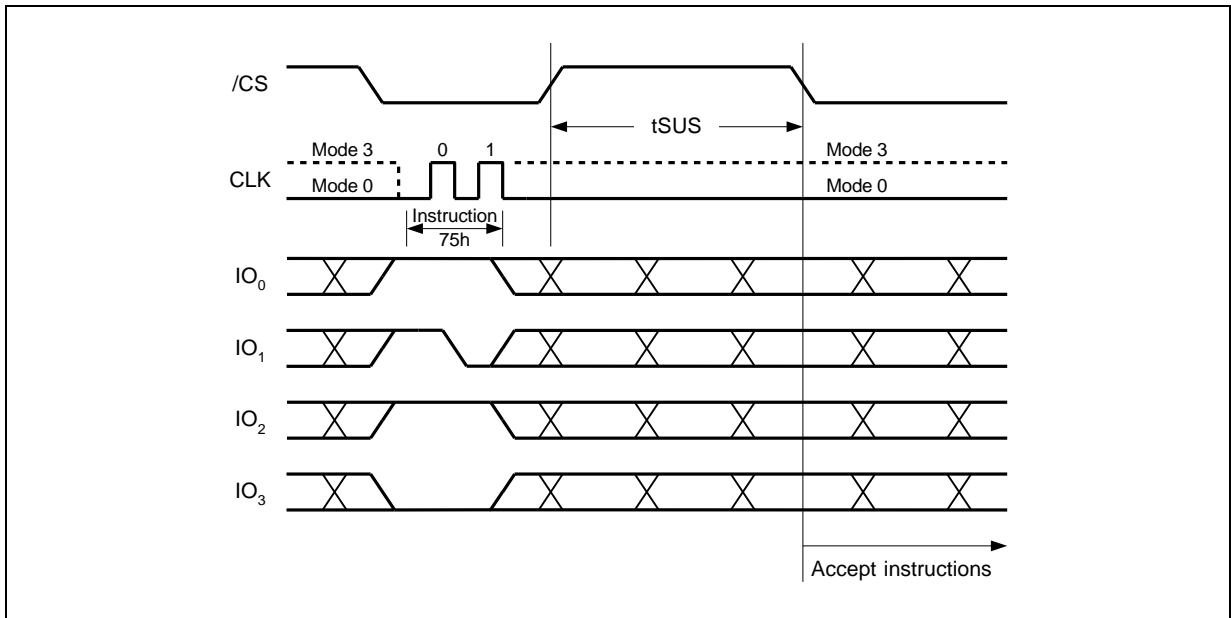 /CS
tSUS
Mode 3 0 1 Mode 3
CLK
Mode 0 Mode 0
Instruction
75h
IO0
IO1
IO2
IO3
Accept instructions